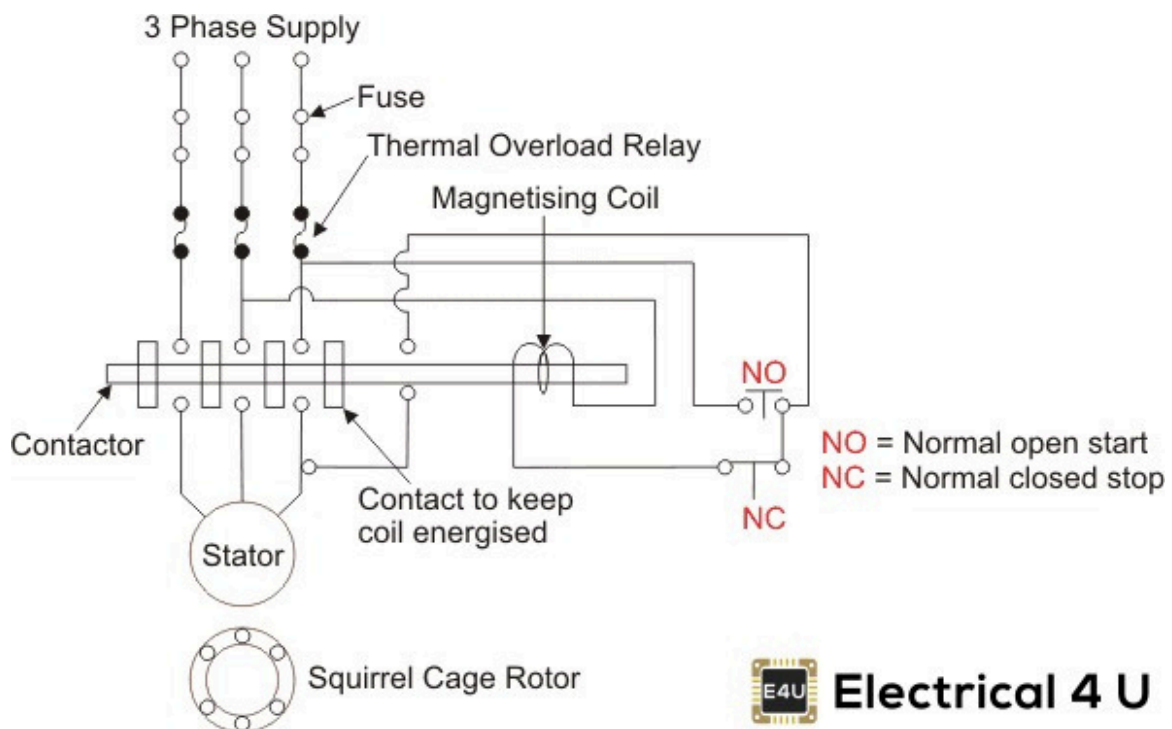 3 Phase Supply
Fuse
Thermal Overload Relay
Magnetising Coil
NO
Contactor
NO = Normal open start
NC = Normal closed stop
Contact to keep
coil energised
NC
Stator
Squirrel Cage Rotor
E4U
Electrical 4 U